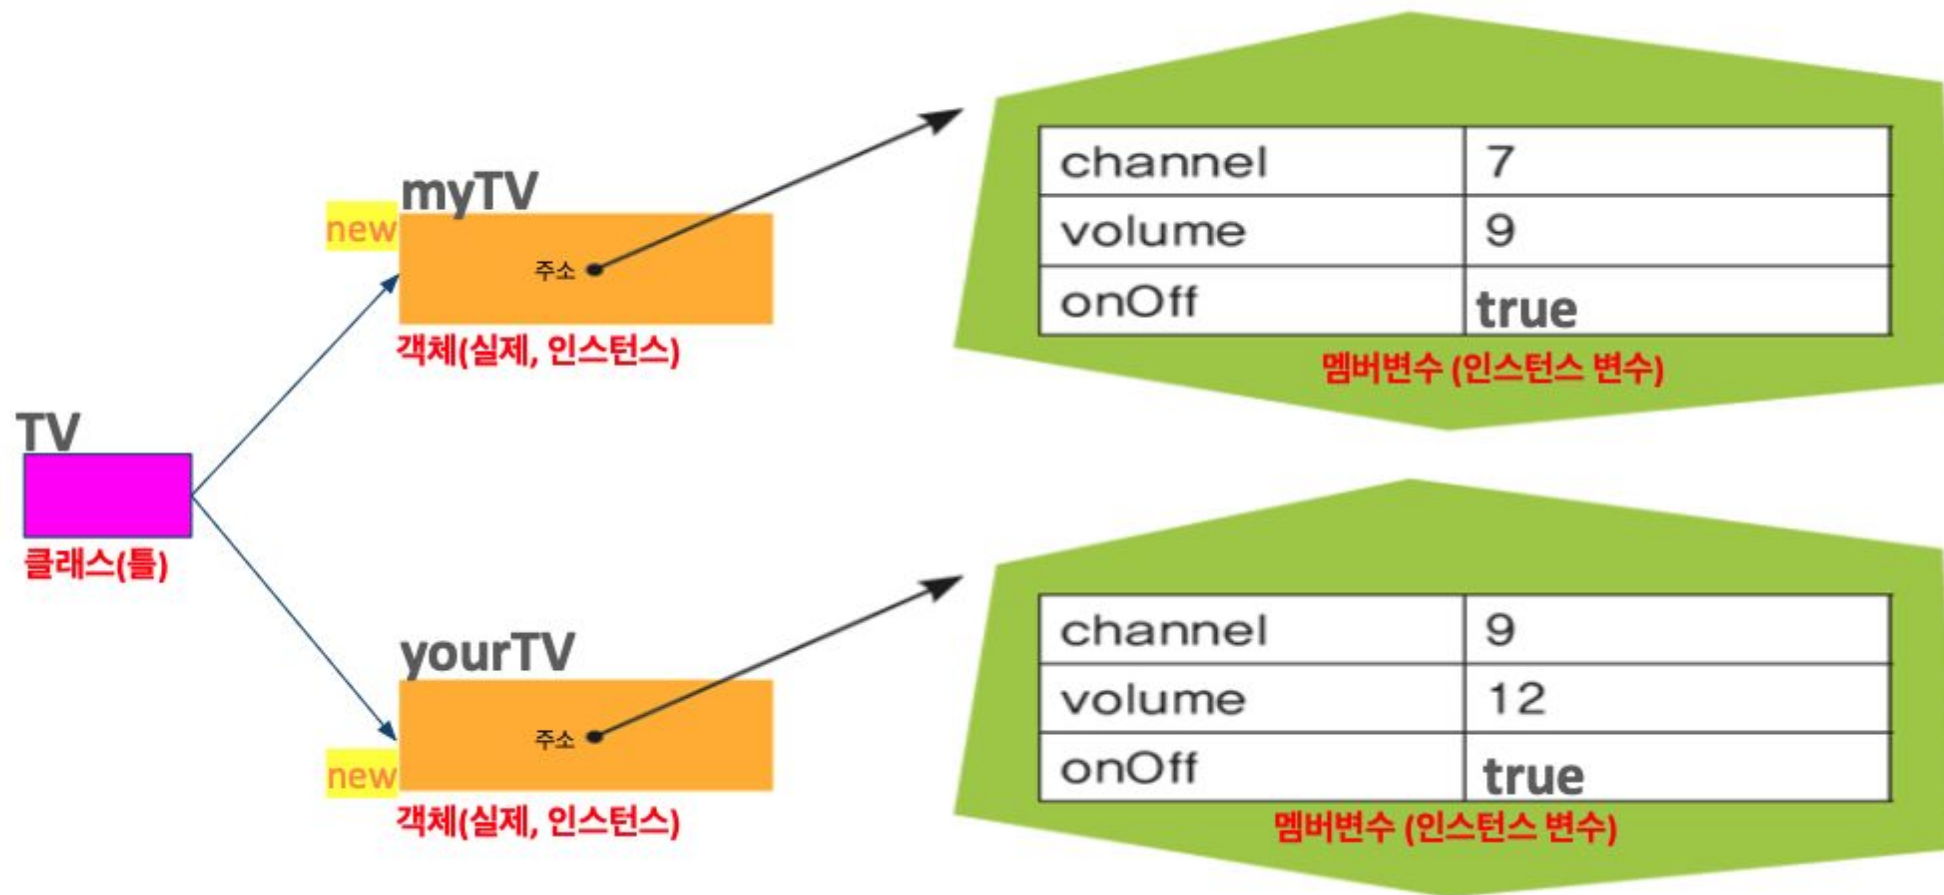 TV
클래스(틀)
new
myTV
주소
객체(실제, 인스턴스)
channel 7
volume 9
onOff true
멤버변수 (인스턴스 변수)
yourTV
new
주소
객체(실제, 인스턴스)
channel 9
volume 12
onOff true
멤버변수 (인스턴스 변수)